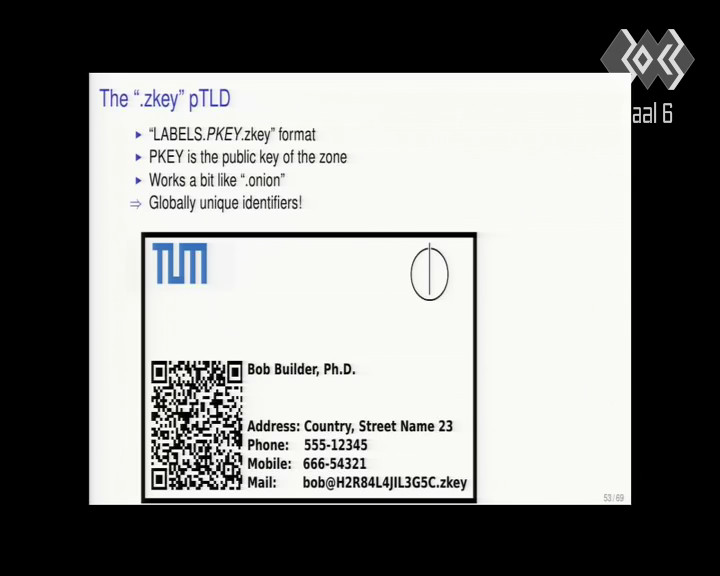 The “.zkey” pTLD
“LABELS.PKEY.zkey” format
PKEY is the public key of the zone
Works a bit like “.onion”
⇒ Globally unique identifiers!
TUM
Bob Builder, Ph.D.
Address: Country, Street Name 23
Phone: 555-12345
Mobile: 666-54321
Mail: bob@H2R84L4JIL3G5C.zkey
53/69
aal 6